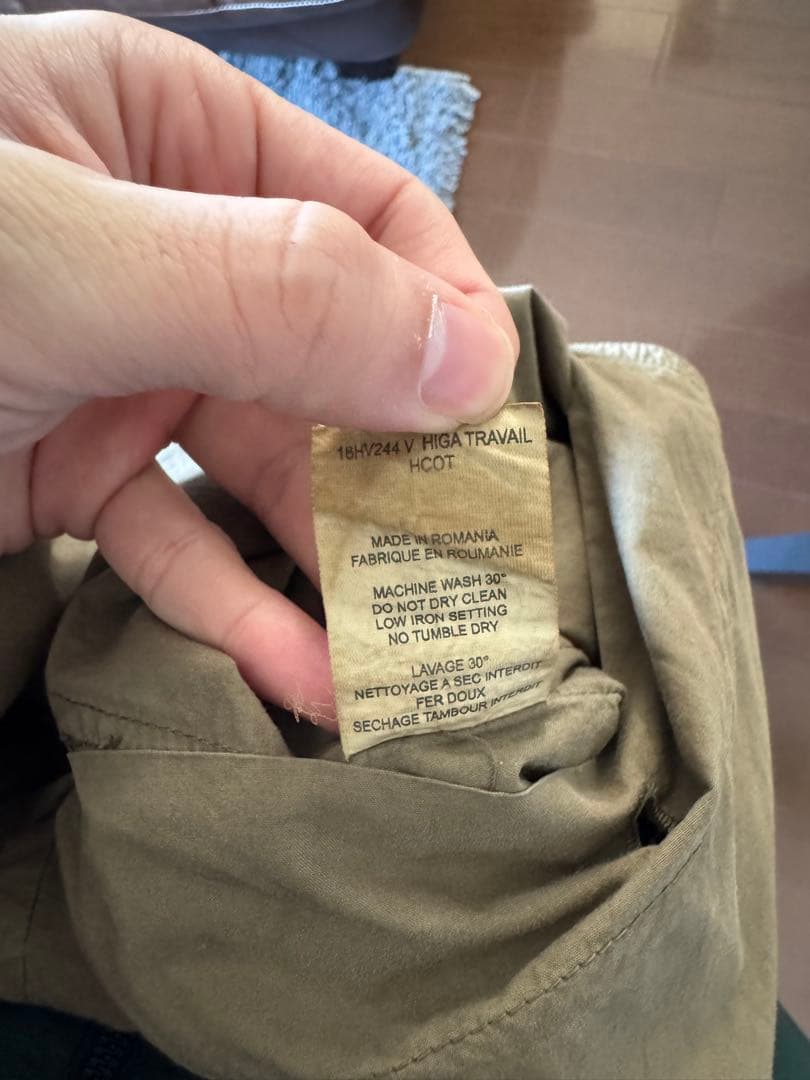 18HV244 V HIGA TRAVAIL
HCOT
MADE IN ROMANIA
FABRIQUE EN ROUMANIE
MACHINE WASH 30°
DO NOT DRY CLEAN
LOW IRON SETTING
NO TUMBLE DRY
LAVAGE 30°
NETTOYAGE A SEC INTERDIT
FER DOUX
SECHAGE TAMBOUR INTERDIT